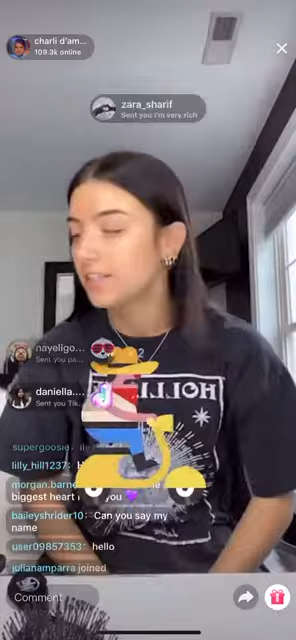 charli d'am...
109.3k online
zara_sharif
Sent you I'm very rich
nayeligo...
Sent you pa...
daniella....
Sent you Tik...
supergoosie:
lilly_hill1237: H
morgan.barne
biggest heart i you
baileyshrider10: Can you say my
name
user09857353: hello
julianamparra joined
Comment